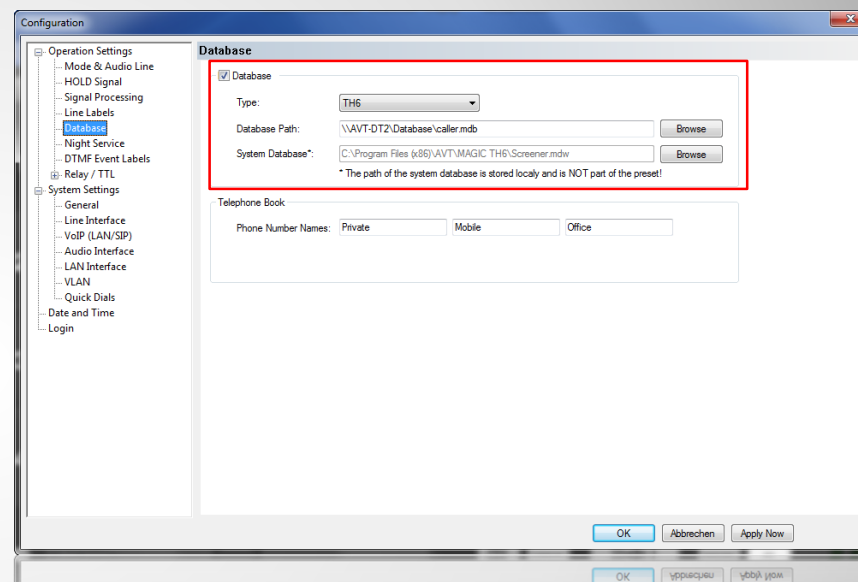 Configuration
Operation Settings
Mode & Audio Line
HOLD Signal
Signal Processing
Line Labels
Database
Night Service
DTMF Event Labels
Relay / TTL
System Settings
General
Line Interface
VoIP (LAN/SIP)
Audio Interface
LAN Interface
VLAN
Quick Dials
Date and Time
Login
Database
Database
Type: TH6
Database Path: \\AVT-DT2\Database\caller.mdb Browse
System Database*: C:\Program Files (x86)\AVT\MAGIC TH6\Screener.mdw Browse
* The path of the system database is stored localy and is NOT part of the preset!
Telephone Book
Phone Number Names: Private Mobile Office
OK Abbrechen Apply Now